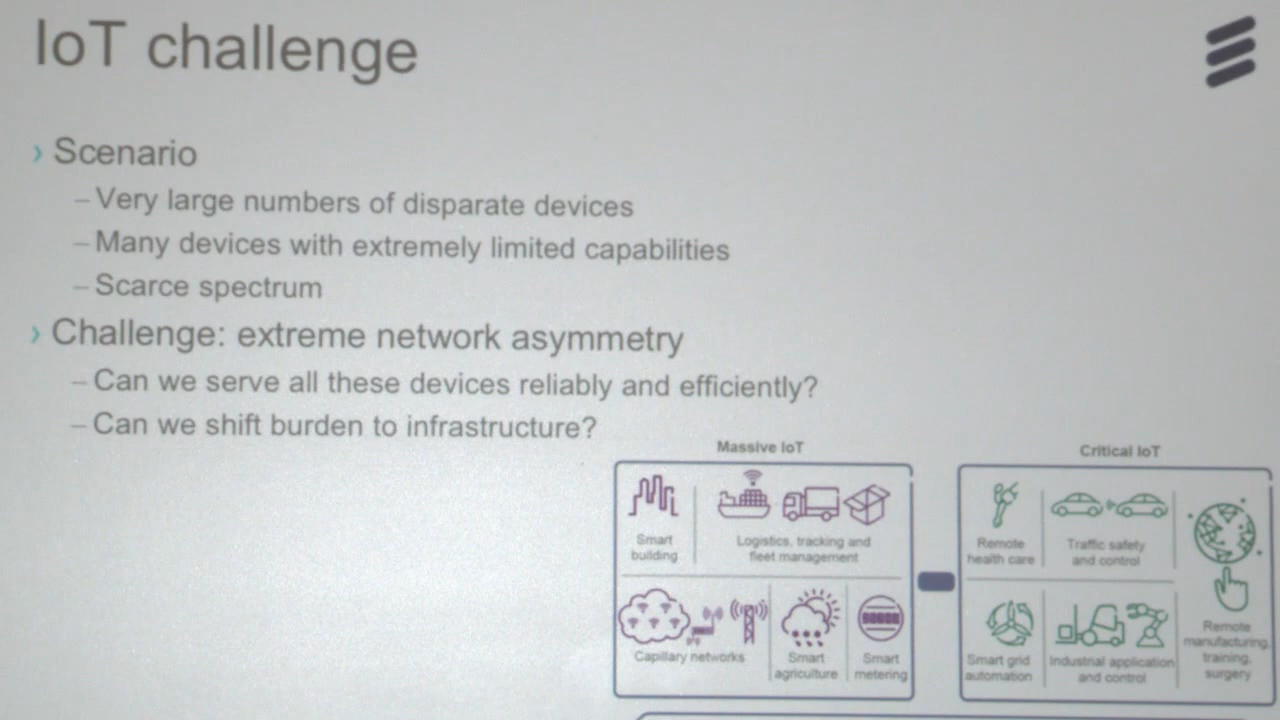 IoT challenge
› Scenario
– Very large numbers of disparate devices
– Many devices with extremely limited capabilities
– Scarce spectrum
› Challenge: extreme network asymmetry
– Can we serve all these devices reliably and efficiently?
– Can we shift burden to infrastructure?
Massive IoT
Smart
building
Logistics, tracking and
fleet management
Capillary networks
Smart
agriculture
Smart
metering
Critical IoT
Remote
health care
Traffic safety
and control
Smart grid
automation
Industrial application
and control
Remote
manufacturing,
training,
surgery